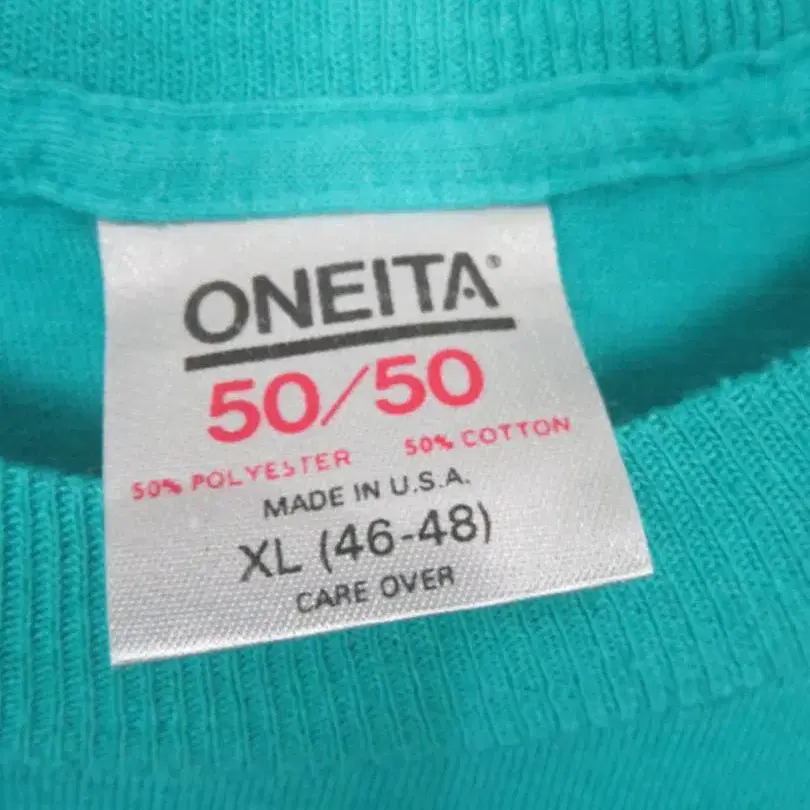 ONEITA®
50/50
50% POLYESTER 50% COTTON
MADE IN U.S.A.
XL (46-48)
CARE OVER